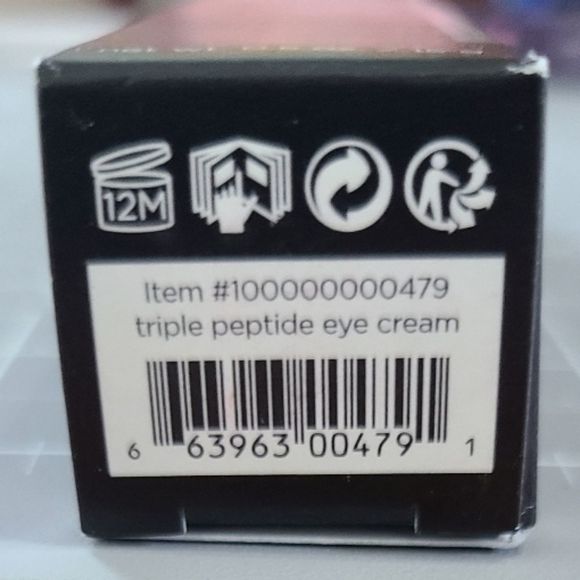 12M
Item #100000000479
triple peptide eye cream
6 63963 00479 1